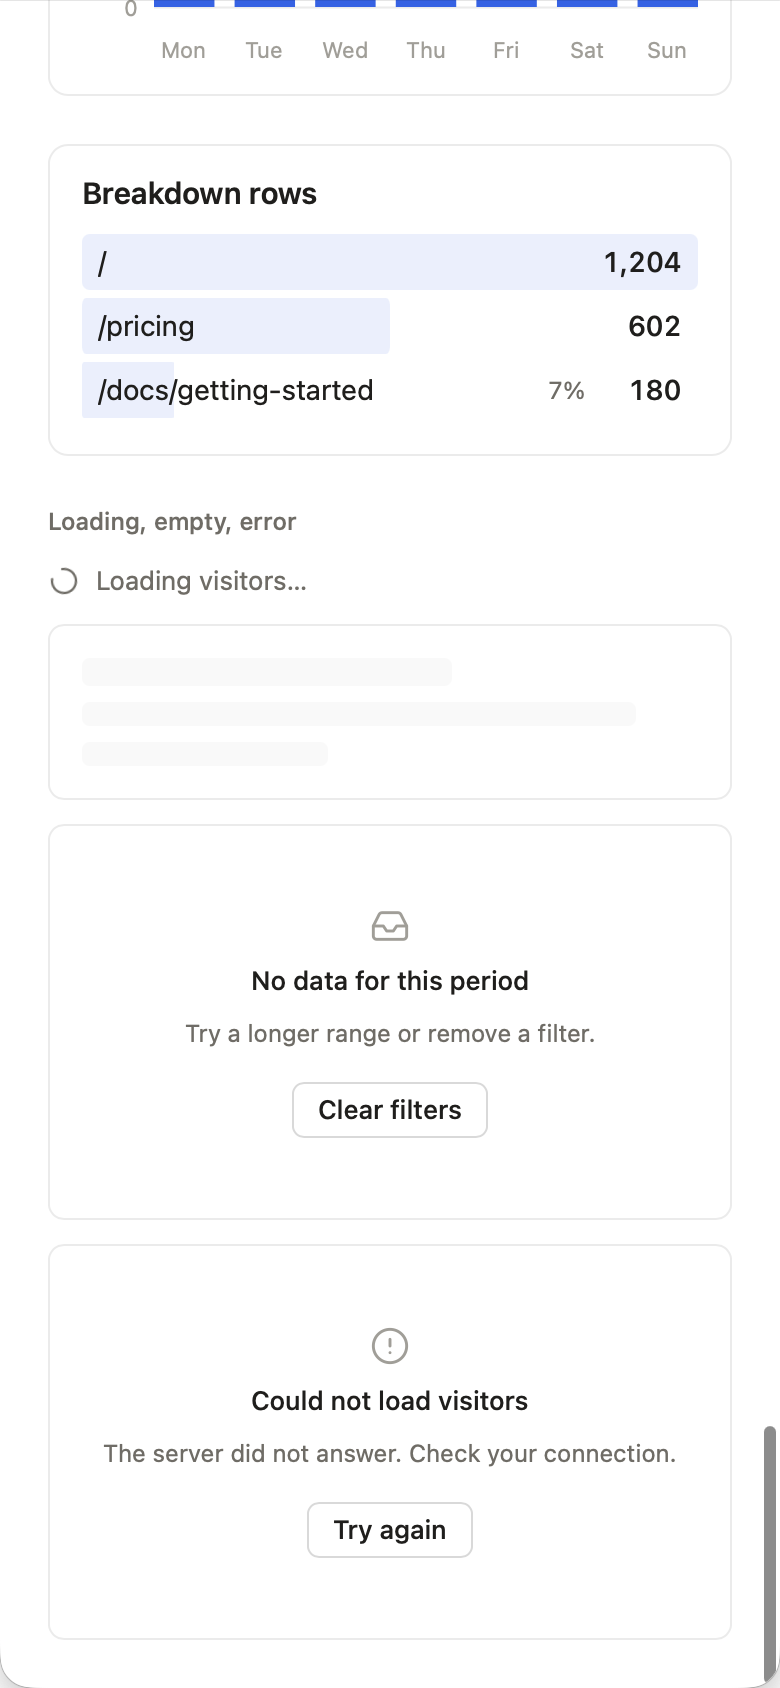 0
Mon Tue Wed Thu Fri Sat Sun
Breakdown rows
/ 1,204
/pricing 602
/docs/getting-started 7% 180
Loading, empty, error
Loading visitors...
No data for this period
Try a longer range or remove a filter.
Clear filters
Could not load visitors
The server did not answer. Check your connection.
Try again